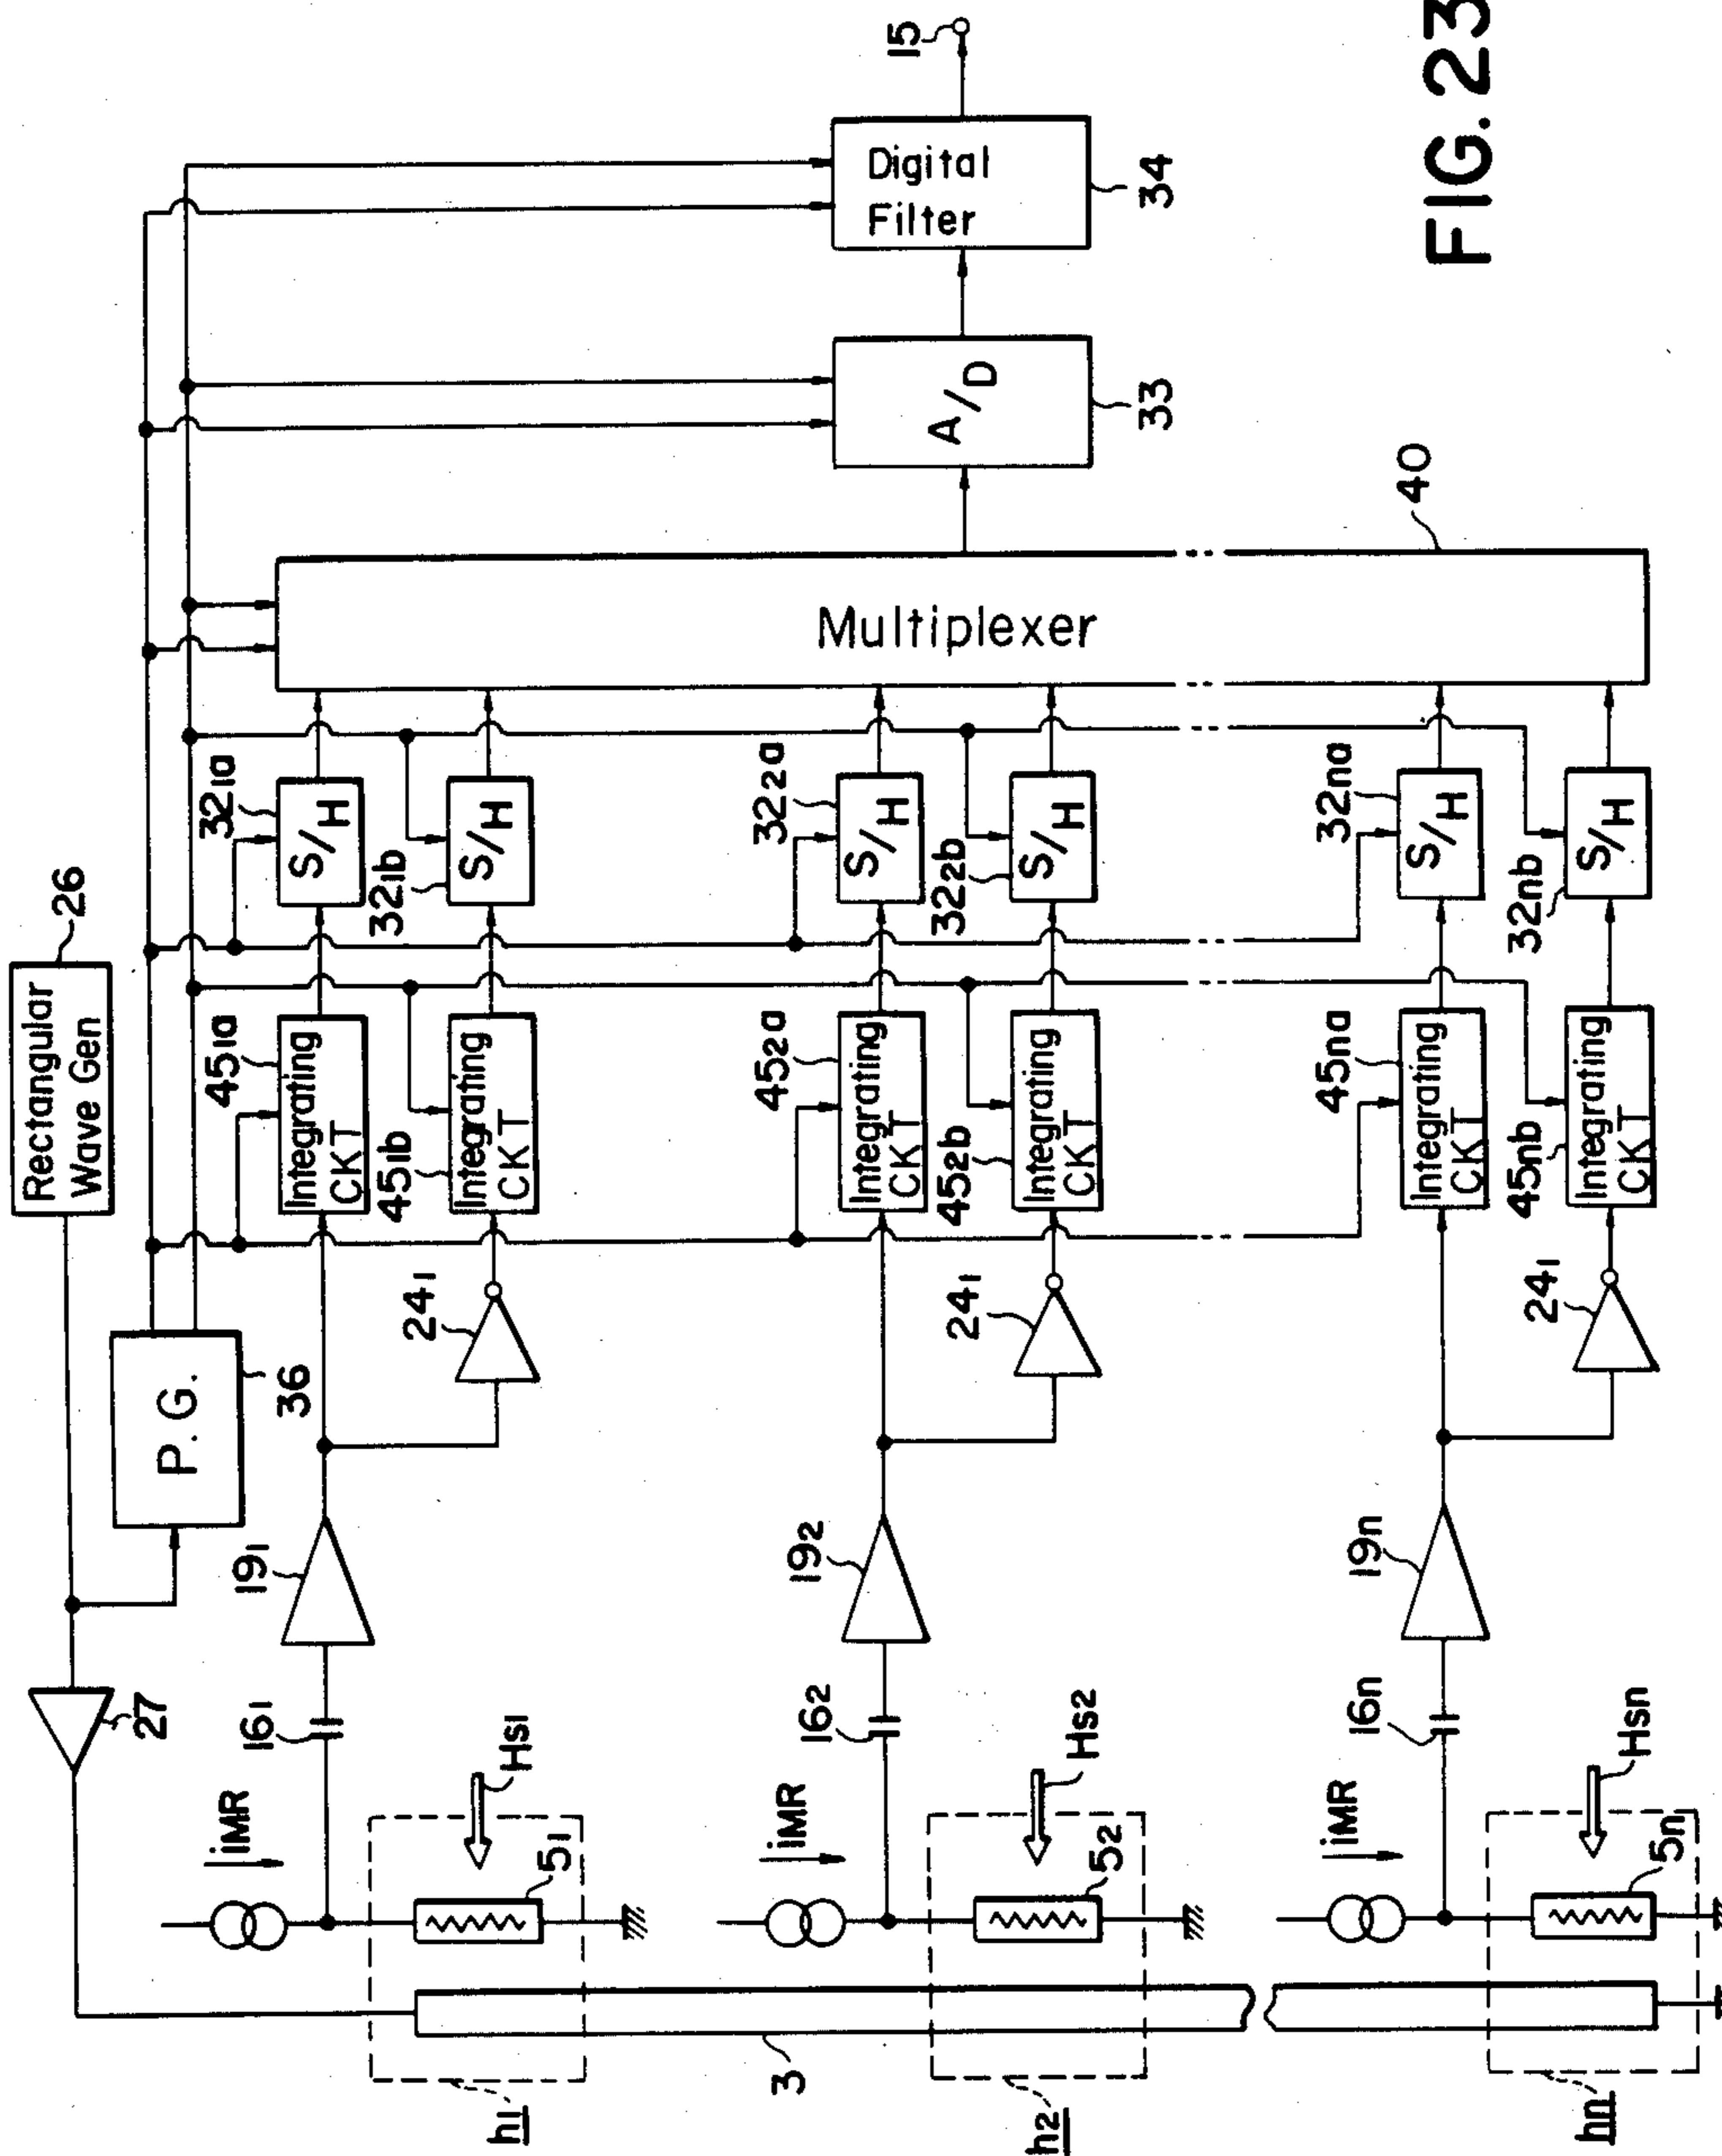 FIG. 23
Rectangular
Wave Gen
26
27
P. G.
36
iMR
161
191
241
Integrating
CKT
451a
Integrating
CKT
451b
S/H
321a
S/H
321b
Hs1
51
h1
3
iMR
162
192
241
Integrating
CKT
452a
Integrating
CKT
452b
S/H
322a
S/H
322b
Hs2
52
h2
iMR
16n
19n
241
Integrating
CKT
45na
Integrating
CKT
45nb
S/H
32na
S/H
32nb
Hsn
5n
hn
Multiplexer
40
A/D
33
Digital
Filter
34
15